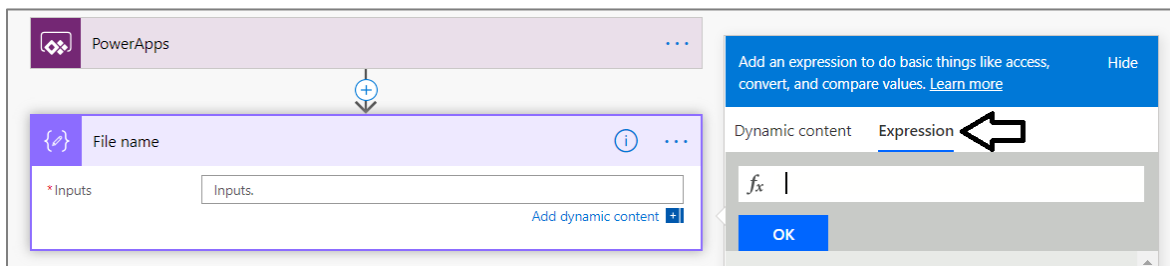 PowerApps
...
File name
...
*Inputs
Inputs.
Add dynamic content
Add an expression to do basic things like access, Hide
convert, and compare values. Learn more
Dynamic content Expression
fx
OK